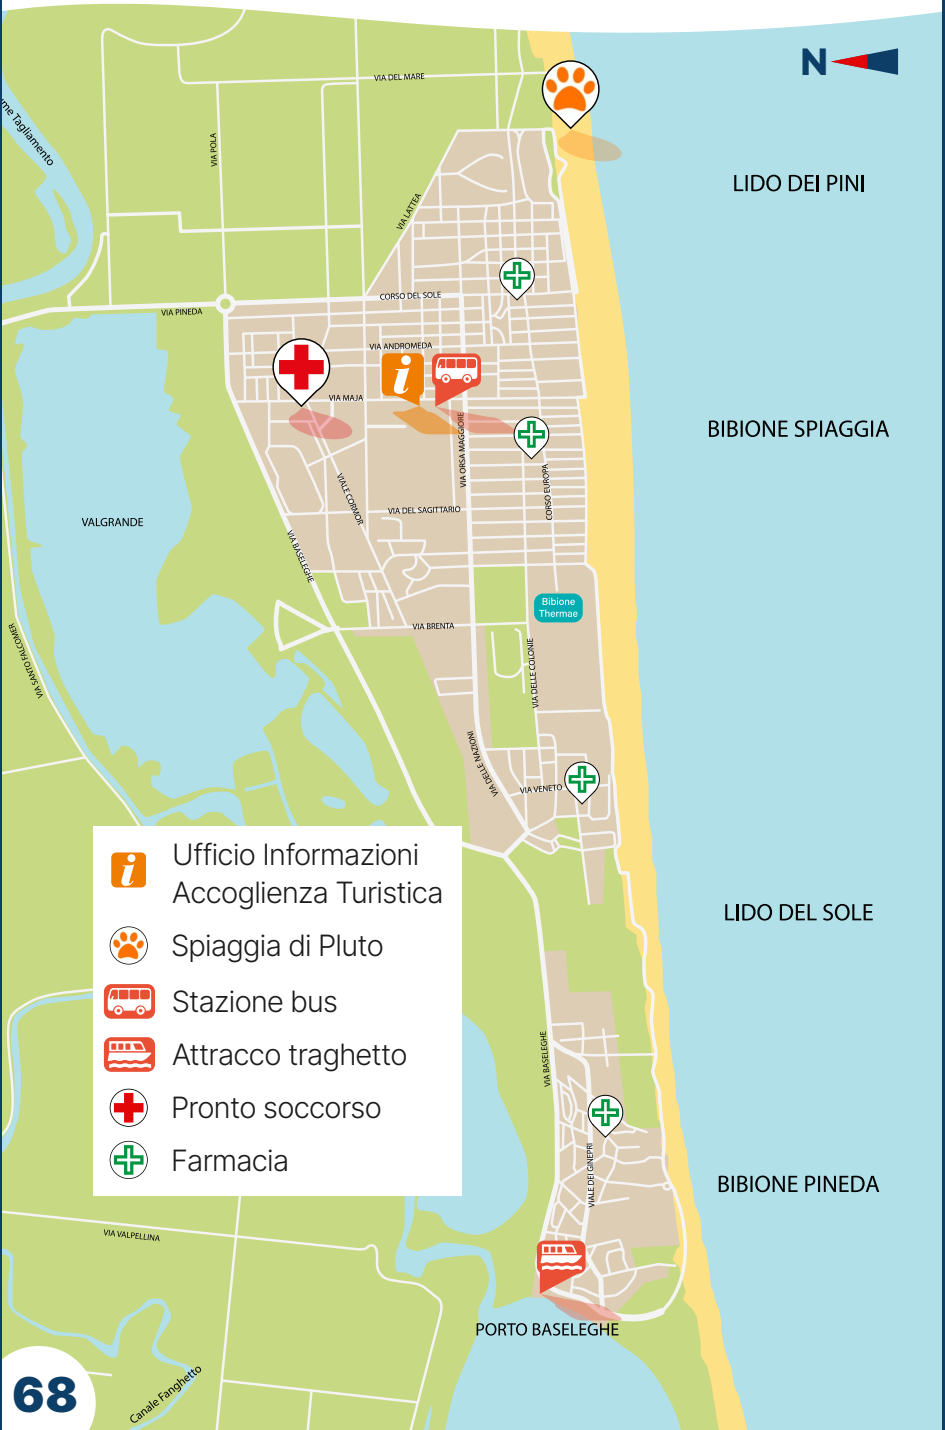 N
VIA DEL MARE
me Tagliamento
VIA POLA
LIDO DEI PINI
VIA LATTEA
CORSO DEL SOLE
VIA PINEDA
VIA ANDROMEDA
i
VIA MAJA
VIA ORSA MAGGIORE
BIBIONE SPIAGGIA
CORSO EUROPA
VIALE CORMOR
VIA DEL SAGITTARIO
VALGRANDE
VIA BASELEGHE
Bibione
Thermae
VIA BRENTA
VIA SANTO FALCOMER
VIA DELLE COLONIE
VIA DELLE NAZIONI
VIA VENETO
i
Ufficio Informazioni
Accoglienza Turistica
Spiaggia di Pluto
Stazione bus
Attracco traghetto
Pronto soccorso
Farmacia
LIDO DEL SOLE
VIA BASELEGHE
VIALE DEI GINEPRI
BIBIONE PINEDA
VIA VALPELLINA
PORTO BASELEGHE
Canale Fanghetto
68